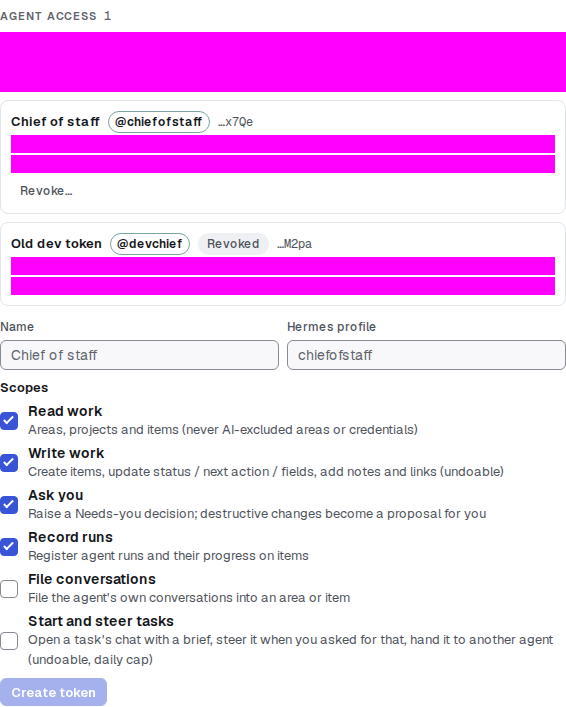 AGENT ACCESS 1
Chief of staff @chiefofstaff …x7Qe
Revoke…
Old dev token @devchief Revoked …M2pa
Name
Hermes profile
Chief of staff
chiefofstaff
Scopes
Read work
Areas, projects and items (never AI-excluded areas or credentials)
Write work
Create items, update status / next action / fields, add notes and links (undoable)
Ask you
Raise a Needs-you decision; destructive changes become a proposal for you
Record runs
Register agent runs and their progress on items
File conversations
File the agent's own conversations into an area or item
Start and steer tasks
Open a task's chat with a brief, steer it when you asked for that, hand it to another agent
(undoable, daily cap)
Create token